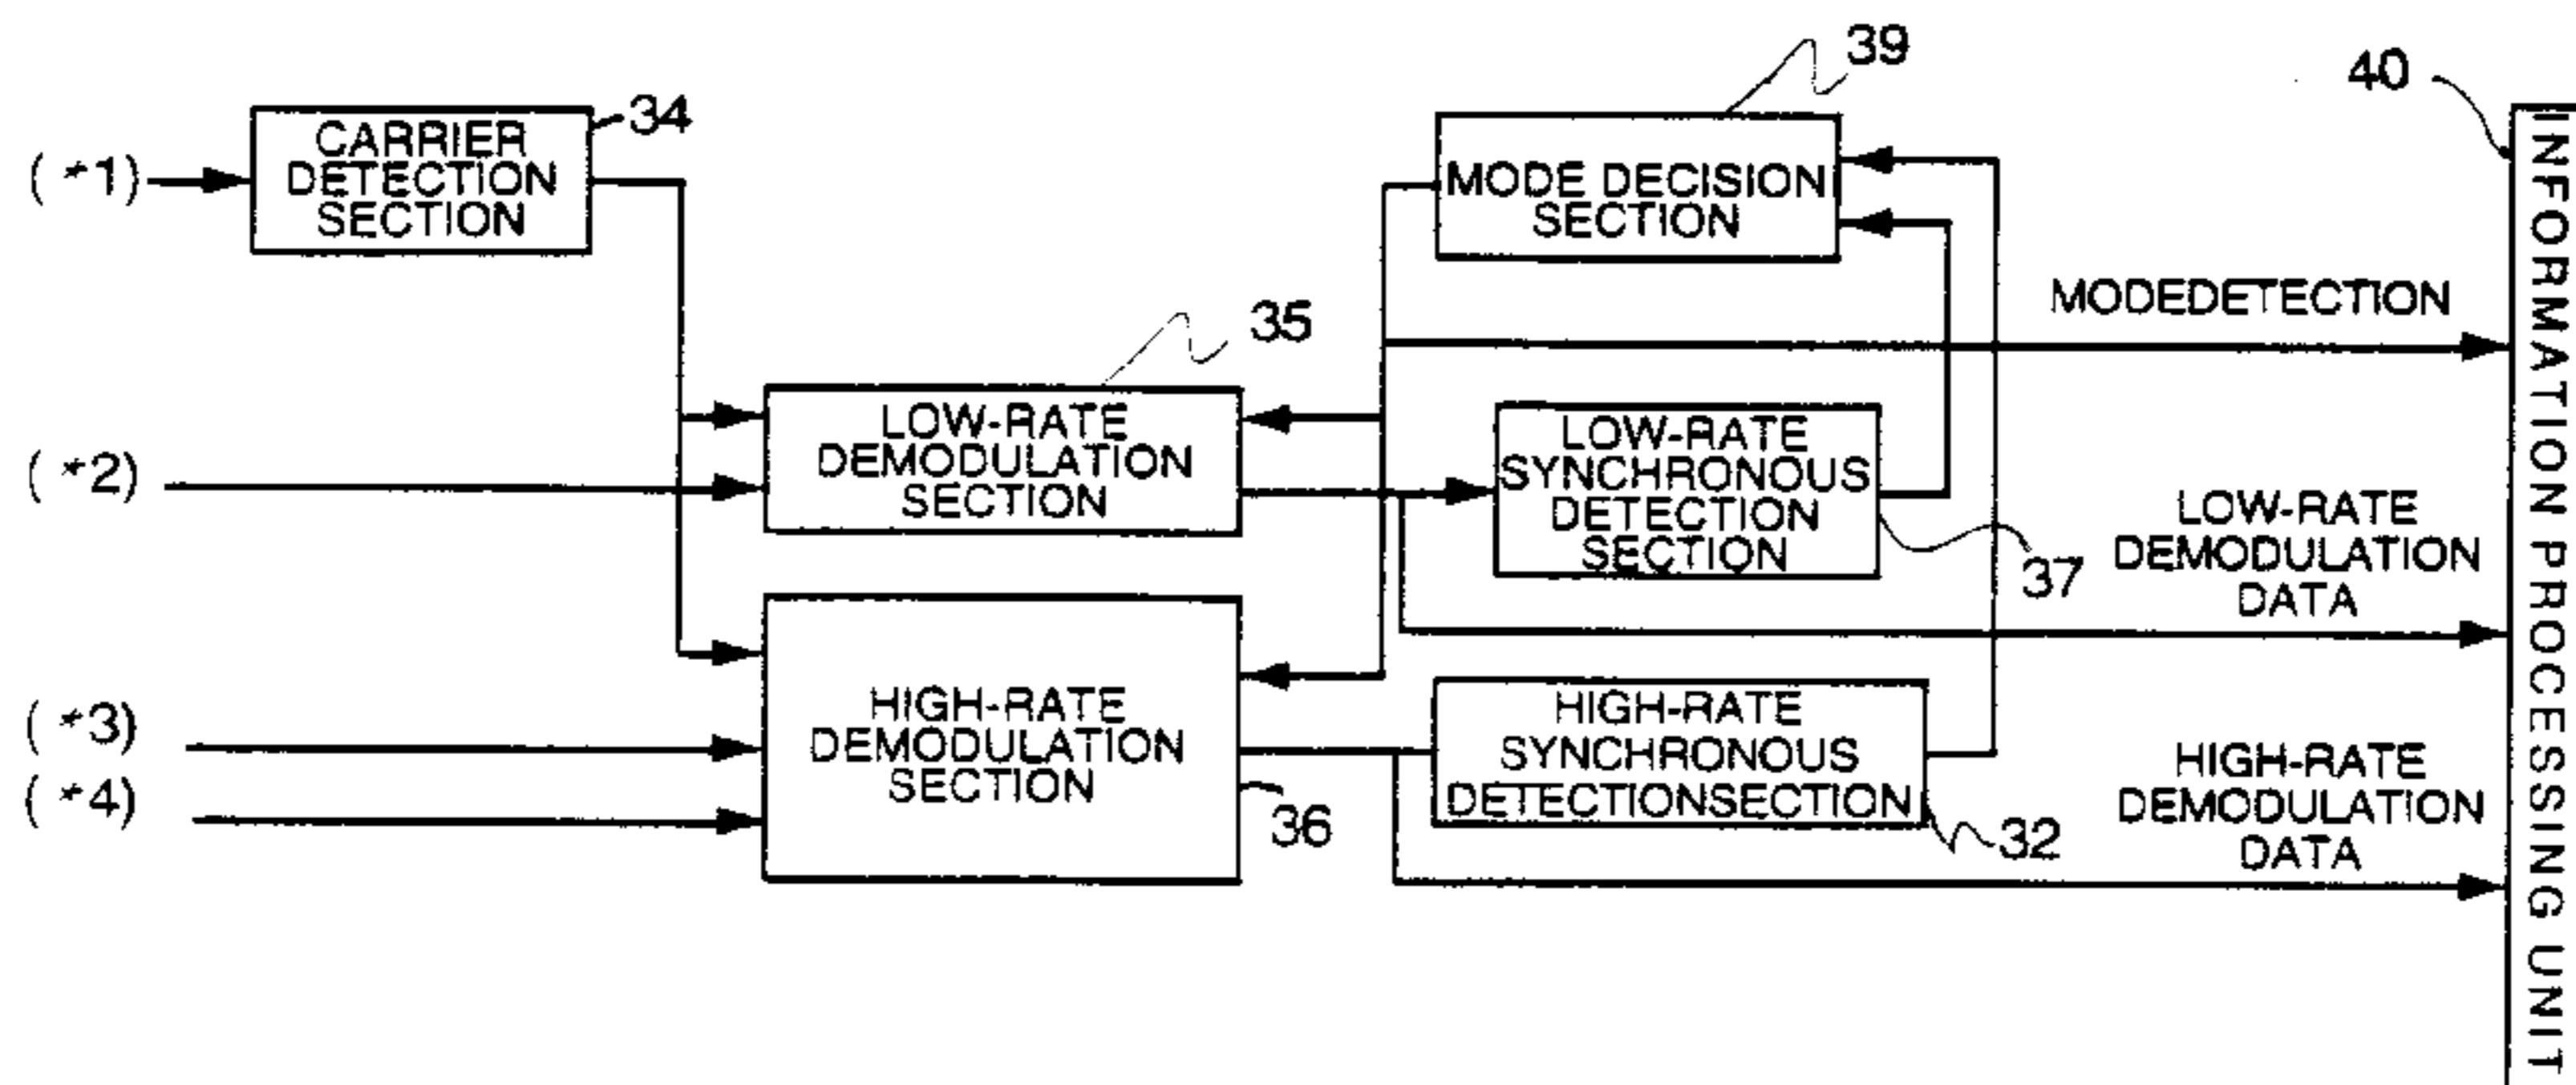 (*1)
CARRIER
DETECTION
SECTION
34
39
MODE DECISION
SECTION
40
MODEDETECTION
35
(*2)
LOW-RATE
DEMODULATION
SECTION
LOW-RATE
SYNCHRONOUS
DETECTION
SECTION
37
LOW-RATE
DEMODULATION
DATA
(*3)
(*4)
HIGH-RATE
DEMODULATION
SECTION
36
HIGH-RATE
SYNCHRONOUS
DETECTIONSECTION
32
HIGH-RATE
DEMODULATION
DATA
INFORMATION PROCESSING UNIT